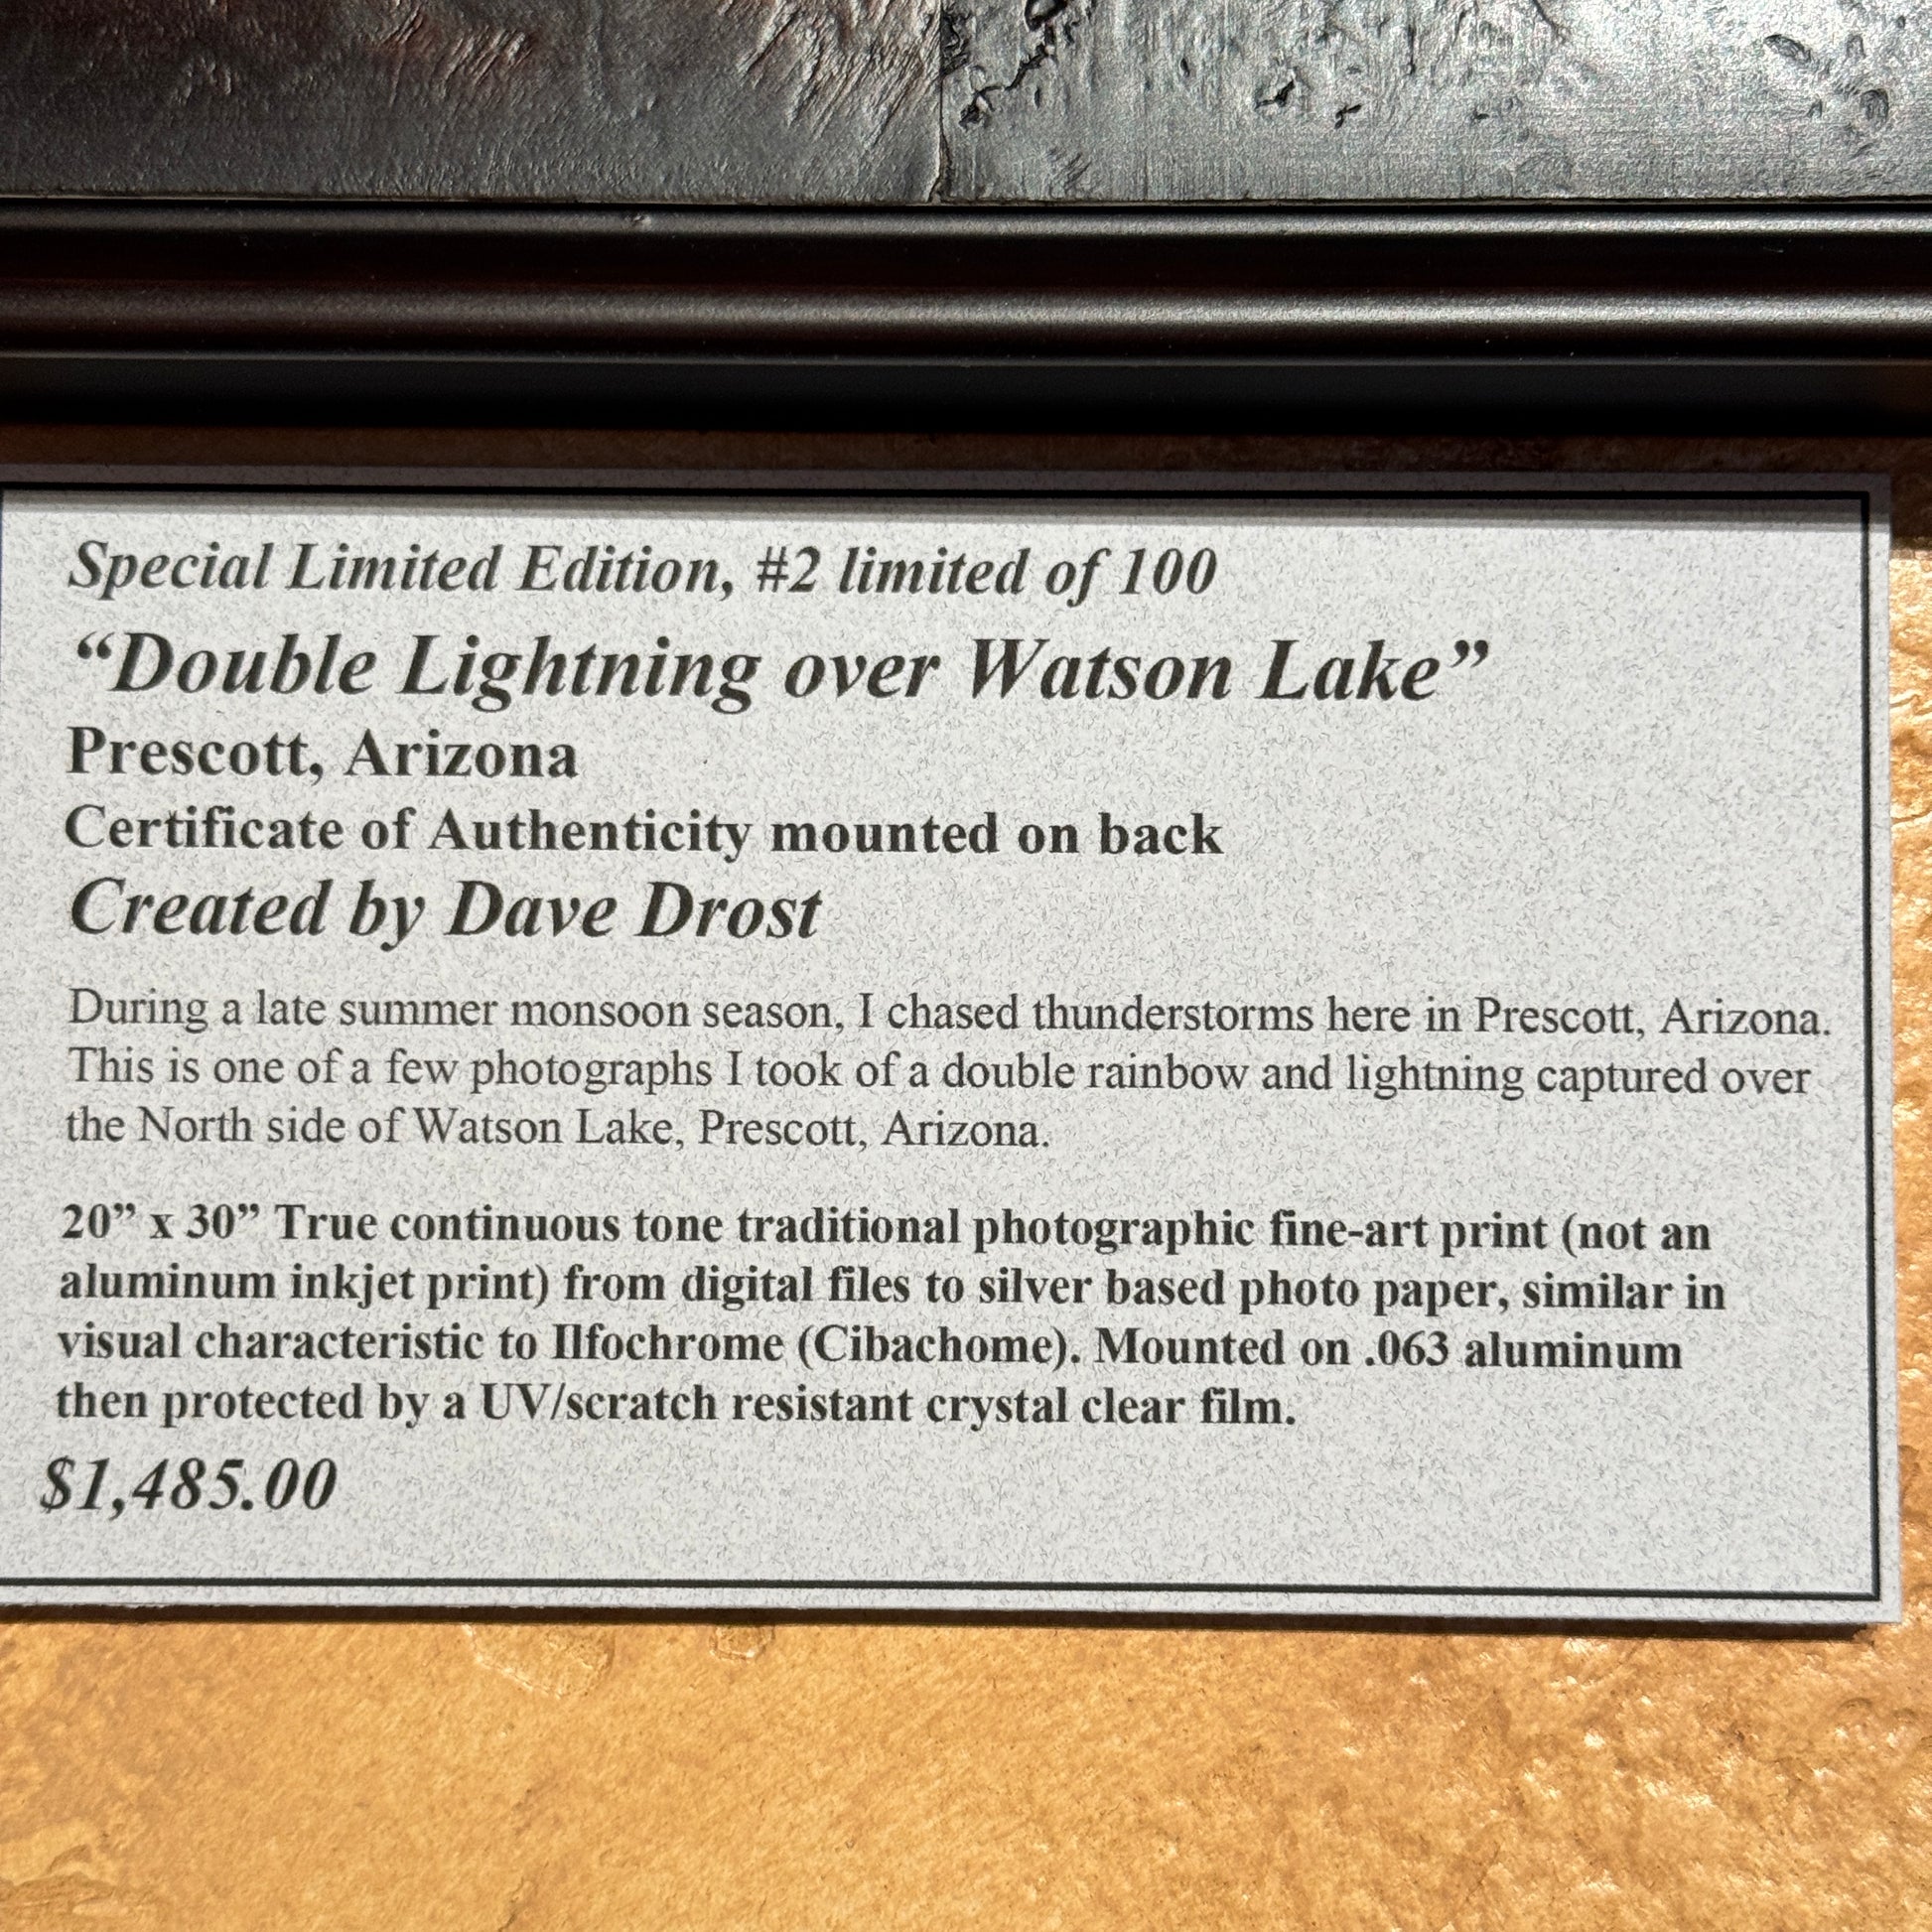 Special Limited Edition, #2 limited of 100
“Double Lightning over Watson Lake”
Prescott, Arizona
Certificate of Authenticity mounted on back
Created by Dave Drost
During a late summer monsoon season, I chased thunderstorms here in Prescott, Arizona.
This is one of a few photographs I took of a double rainbow and lightning captured over
the North side of Watson Lake, Prescott, Arizona.
20” x 30” True continuous tone traditional photographic fine-art print (not an
aluminum inkjet print) from digital files to silver based photo paper, similar in
visual characteristic to Ilfochrome (Cibachome). Mounted on .063 aluminum
then protected by a UV/scratch resistant crystal clear film.
$1,485.00